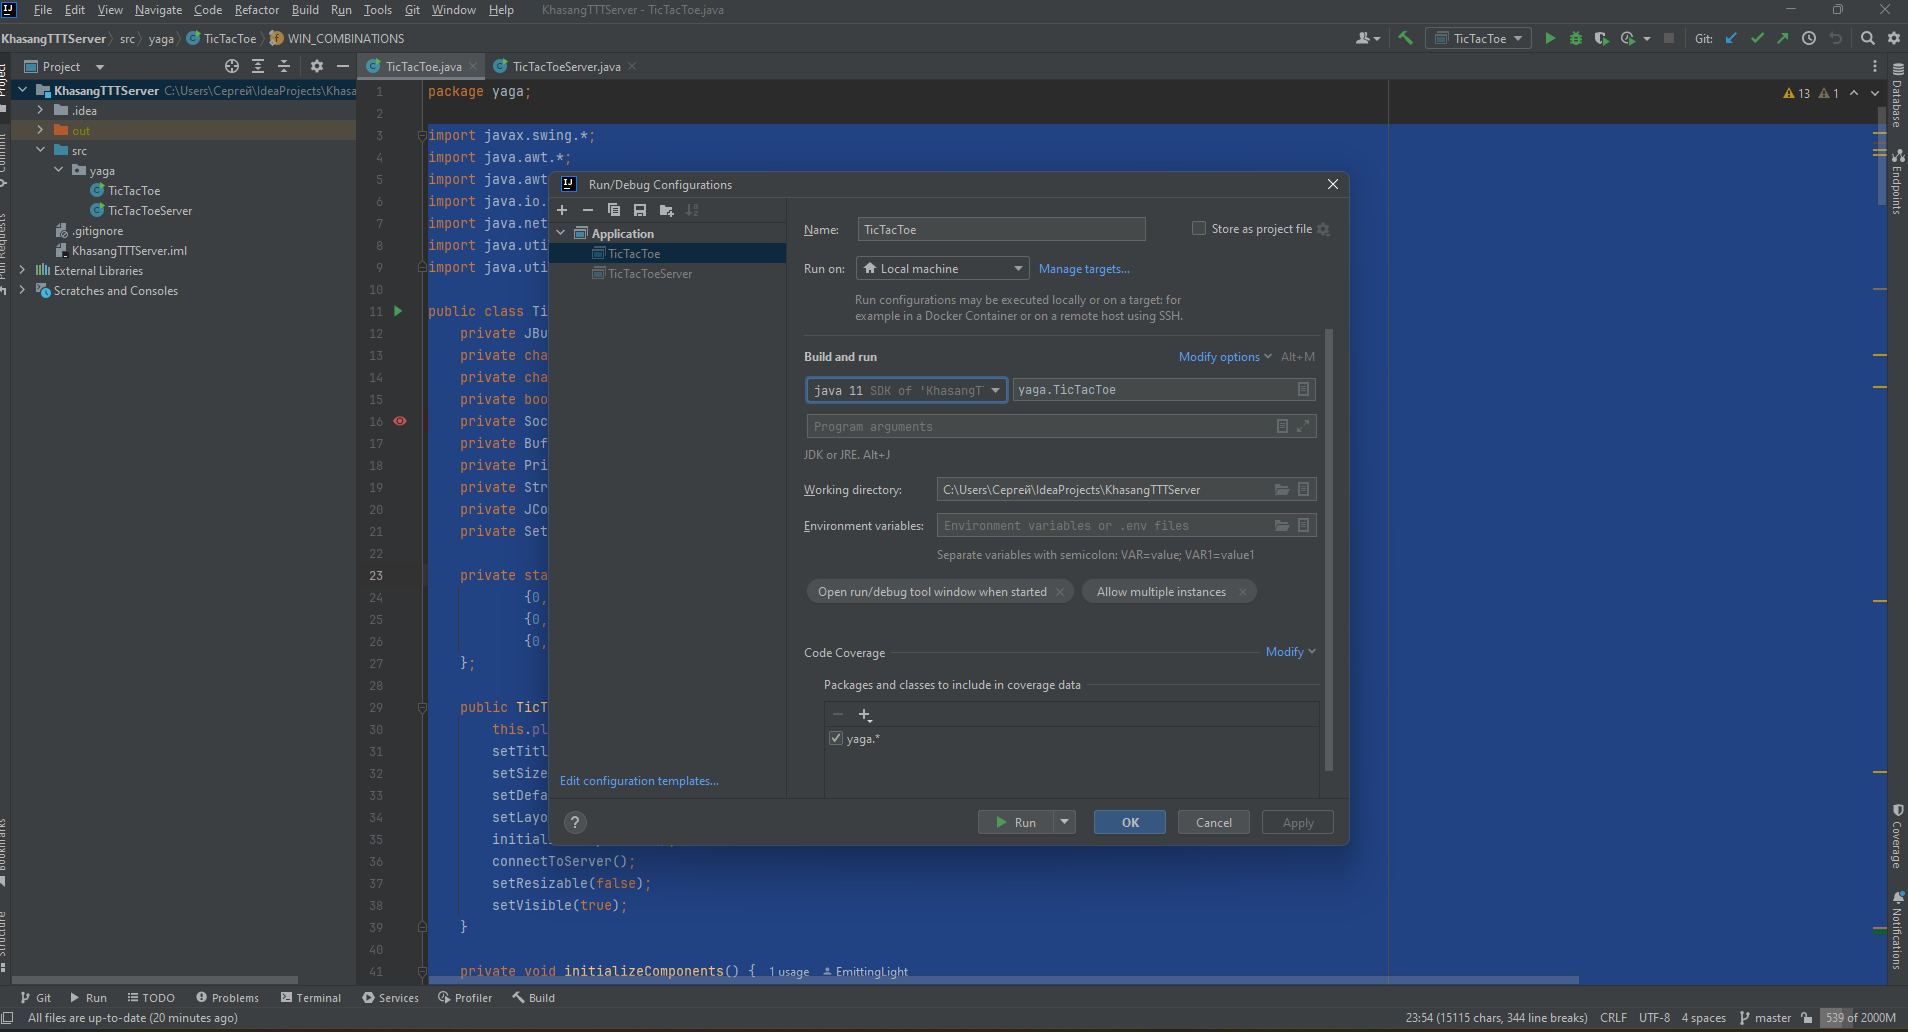 File Edit View Navigate Code Refactor Build Run Tools Git Window Help KhasangTTTServer - TicTacToe.java
KhasangTTTServer src yaga TicTacToe WIN_COMBINATIONS
TicTacToe Git:
Project
TicTacToe.java TicTacToeServer.java
Project
KhasangTTTServer C:\Users\Сергей\IdeaProjects\Khasa
.idea
out
src
yaga
TicTacToe
TicTacToeServer
.gitignore
KhasangTTTServer.iml
External Libraries
Scratches and Consoles
Commit
Pull Requests
Bookmarks
Structure
13 1
1 package yaga;
2
3 import javax.swing.*;
4 import java.awt.*;
5 import java.awt
6 import java.io.
7 import java.net
8 import java.uti
9 import java.uti
10
11 public class Ti
12 private JBu
13 private cha
14 private cha
15 private boo
16 private Soc
17 private Buf
18 private Pri
19 private Str
20 private JCo
21 private Set
22
23 private sta
24 {0,
25 {0,
26 {0,
27 };
28
29 public TicT
30 this.pl
31 setTitl
32 setSize
33 setDefa
34 setLayo
35 initial
36 connectToServer();
37 setResizable(false);
38 setVisible(true);
39 }
40
41 private void initializeComponents() { 1 usage EmittingLight
Run/Debug Configurations
Application
TicTacToe
TicTacToeServer
Edit configuration templates...
Name: TicTacToe Store as project file
Run on: Local machine Manage targets...
Run configurations may be executed locally or on a target: for
example in a Docker Container or on a remote host using SSH.
Build and run Modify options Alt+M
java 11 SDK of 'KhasangT yaga.TicTacToe
Program arguments
JDK or JRE. Alt+J
Working directory: C:\Users\Сергей\IdeaProjects\KhasangTTTServer
Environment variables: Environment variables or .env files
Separate variables with semicolon: VAR=value; VAR1=value1
Open run/debug tool window when started Allow multiple instances
Code Coverage Modify
Packages and classes to include in coverage data
yaga.*
? Run OK Cancel Apply
Database
Endpoints
Coverage
Notifications
Git Run TODO Problems Terminal Services Profiler Build
All files are up-to-date (20 minutes ago) 23:54 (15115 chars, 344 line breaks) CRLF UTF-8 4 spaces master 539 of 2000M